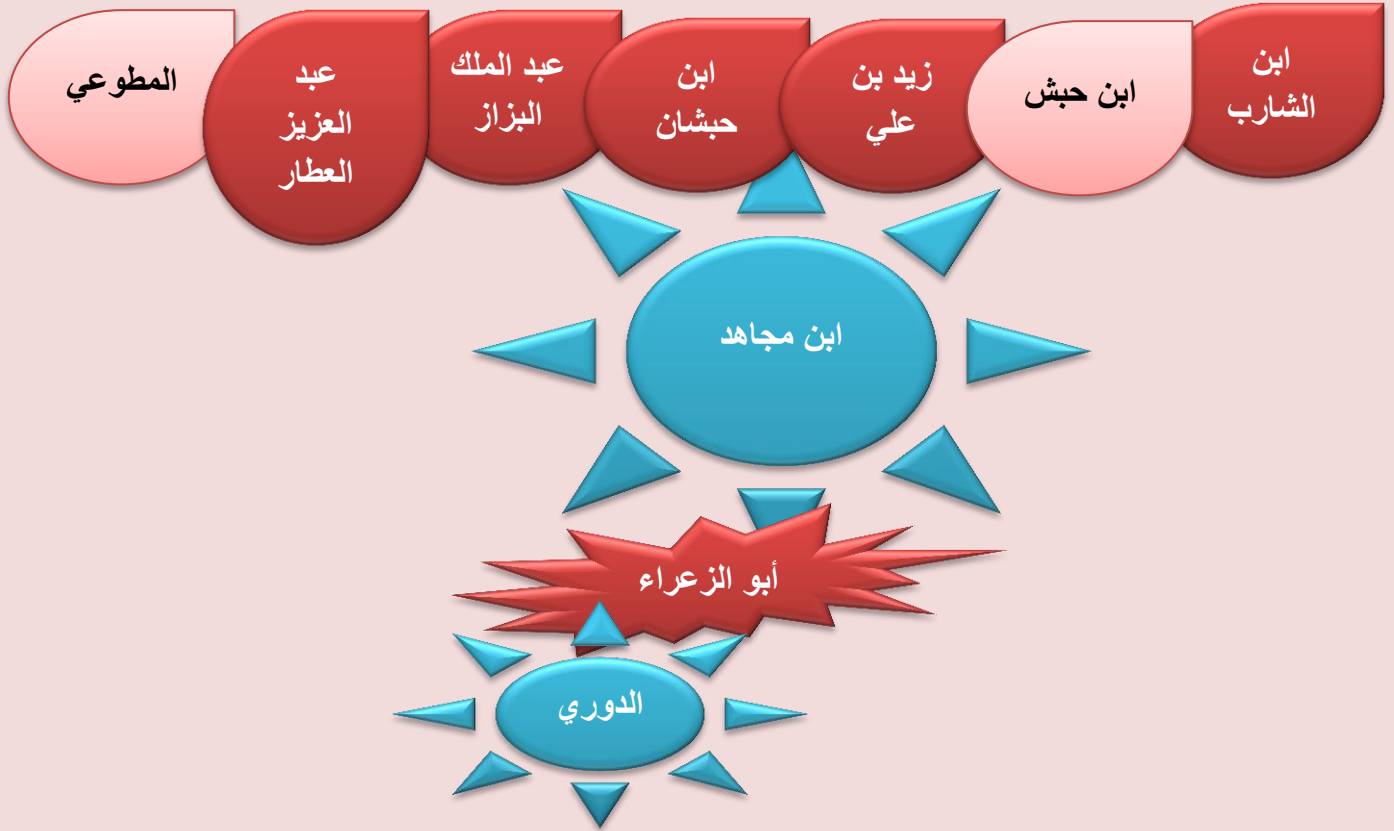 ابن
الشارب
ابن حبش
زيد بن
علي
ابن
حبشان
عبد الملك
البزاز
عبد
العزيز
العطار
المطوعي
ابن مجاهد
أبو الزعراء
الدوري